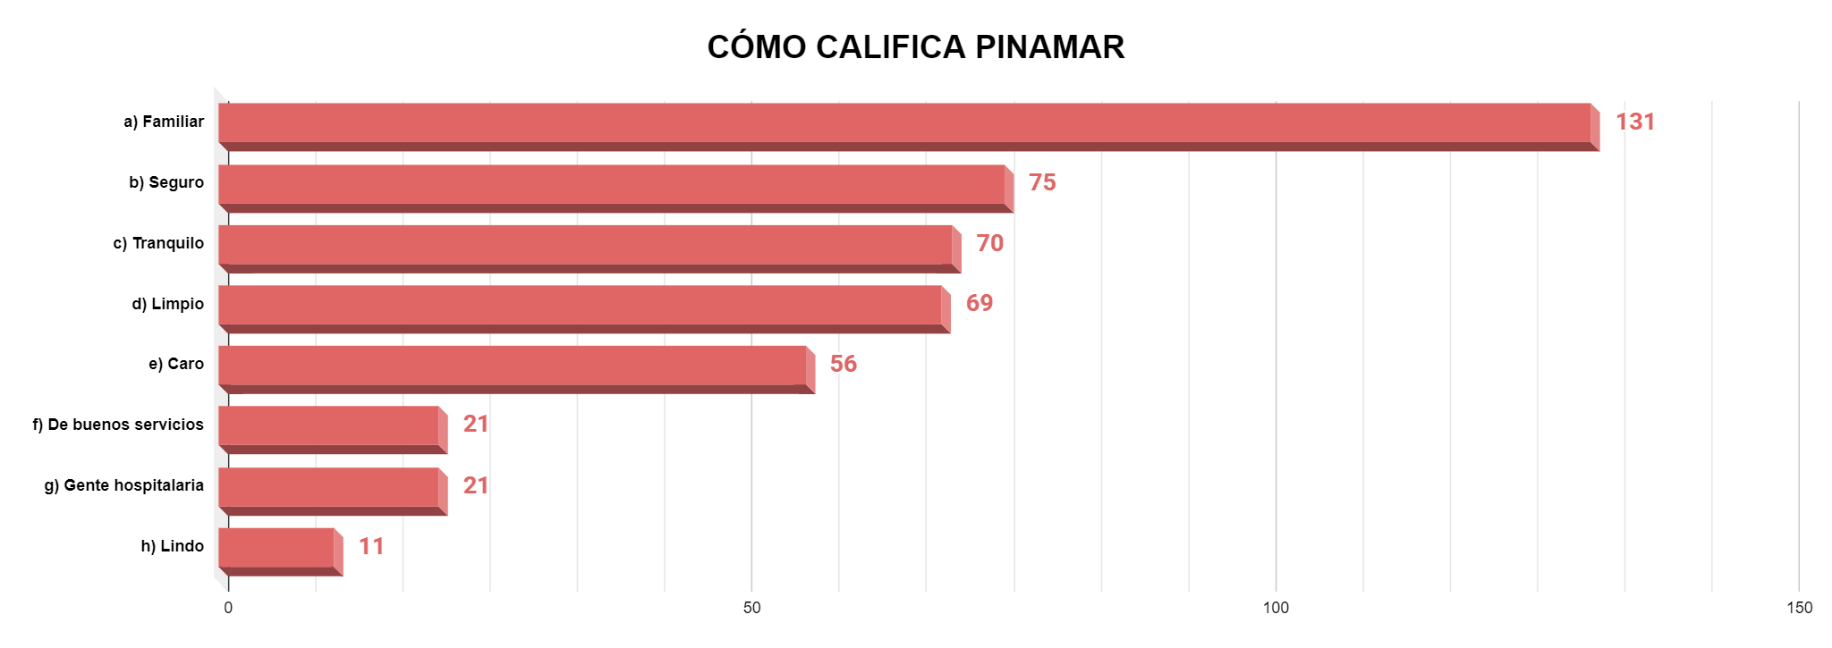 CÓMO CALIFICA PINAMAR
a) Familiar 131
b) Seguro 75
c) Tranquilo 70
d) Limpio 69
e) Caro 56
f) De buenos servicios 21
g) Gente hospitalaria 21
h) Lindo 11
0 50 100 150